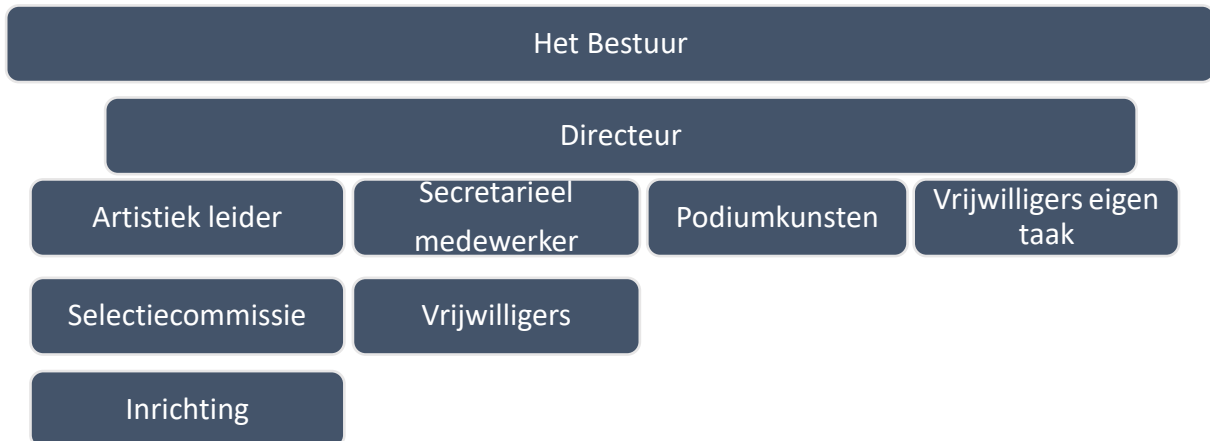 Het Bestuur
Directeur
Artistiek leider
Secretarieel
medewerker
Podiumkunsten
Vrijwilligers eigen
taak
Selectiecommissie
Vrijwilligers
Inrichting